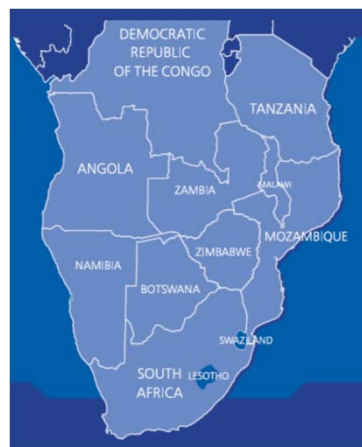 DEMOCRATIC
REPUBLIC
OF THE CONGO
TANZANIA
ANGOLA
ZAMBIA
MALAWI
MOZAMBIQUE
ZIMBABWE
NAMIBIA
BOTSWANA
SWAZILAND
SOUTH
AFRICA
LESOTHO